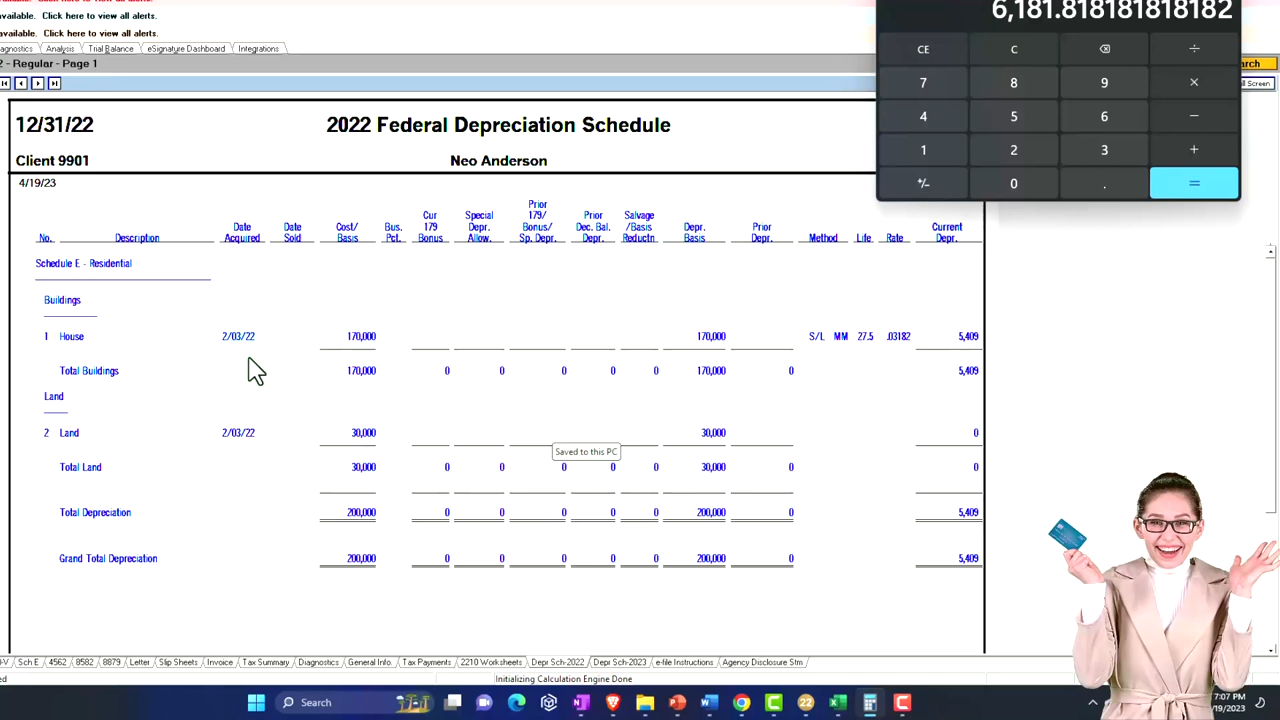 available. Click here to view all alerts.
available. Click here to view all alerts.
Analysis Trial Balance eSignature Dashboard Integrations
2 - Regular - Page 1
6,181.818181818182
CE C ÷
7 8 9 ×
4 5 6 −
1 2 3 +
+/− 0 . =
12/31/22 2022 Federal Depreciation Schedule
Client 9901 Neo Anderson
4/19/23
No. Description Date Acquired Date Sold Cost/ Basis Bus. Pct. Cur 179 Bonus Special Depr. Allow. Prior 179/ Bonus/ Sp. Depr. Prior Dec. Bal. Depr. Salvage /Basis Reductn Depr. Basis Prior Depr. Method Life Rate Current Depr.
Schedule E - Residential
Buildings
1 House 2/03/22 170,000 170,000 S/L MM 27.5 .03182 5,409
Total Buildings 170,000 0 0 0 0 0 170,000 0 5,409
Land
2 Land 2/03/22 30,000 30,000 0
Saved to this PC
Total Land 30,000 0 0 0 0 0 30,000 0 0
Total Depreciation 200,000 0 0 0 0 0 200,000 0 5,409
Grand Total Depreciation 200,000 0 0 0 0 0 200,000 0 5,409
Sch E 4562 8582 8879 Letter Slip Sheets Invoice Tax Summary Diagnostics General Info. Tax Payments 2210 Worksheets Depr Sch-2022 Depr Sch-2023 e-file Instructions Agency Disclosure Stm
Initializing Calculation Engine Done
Search
7:07 PM